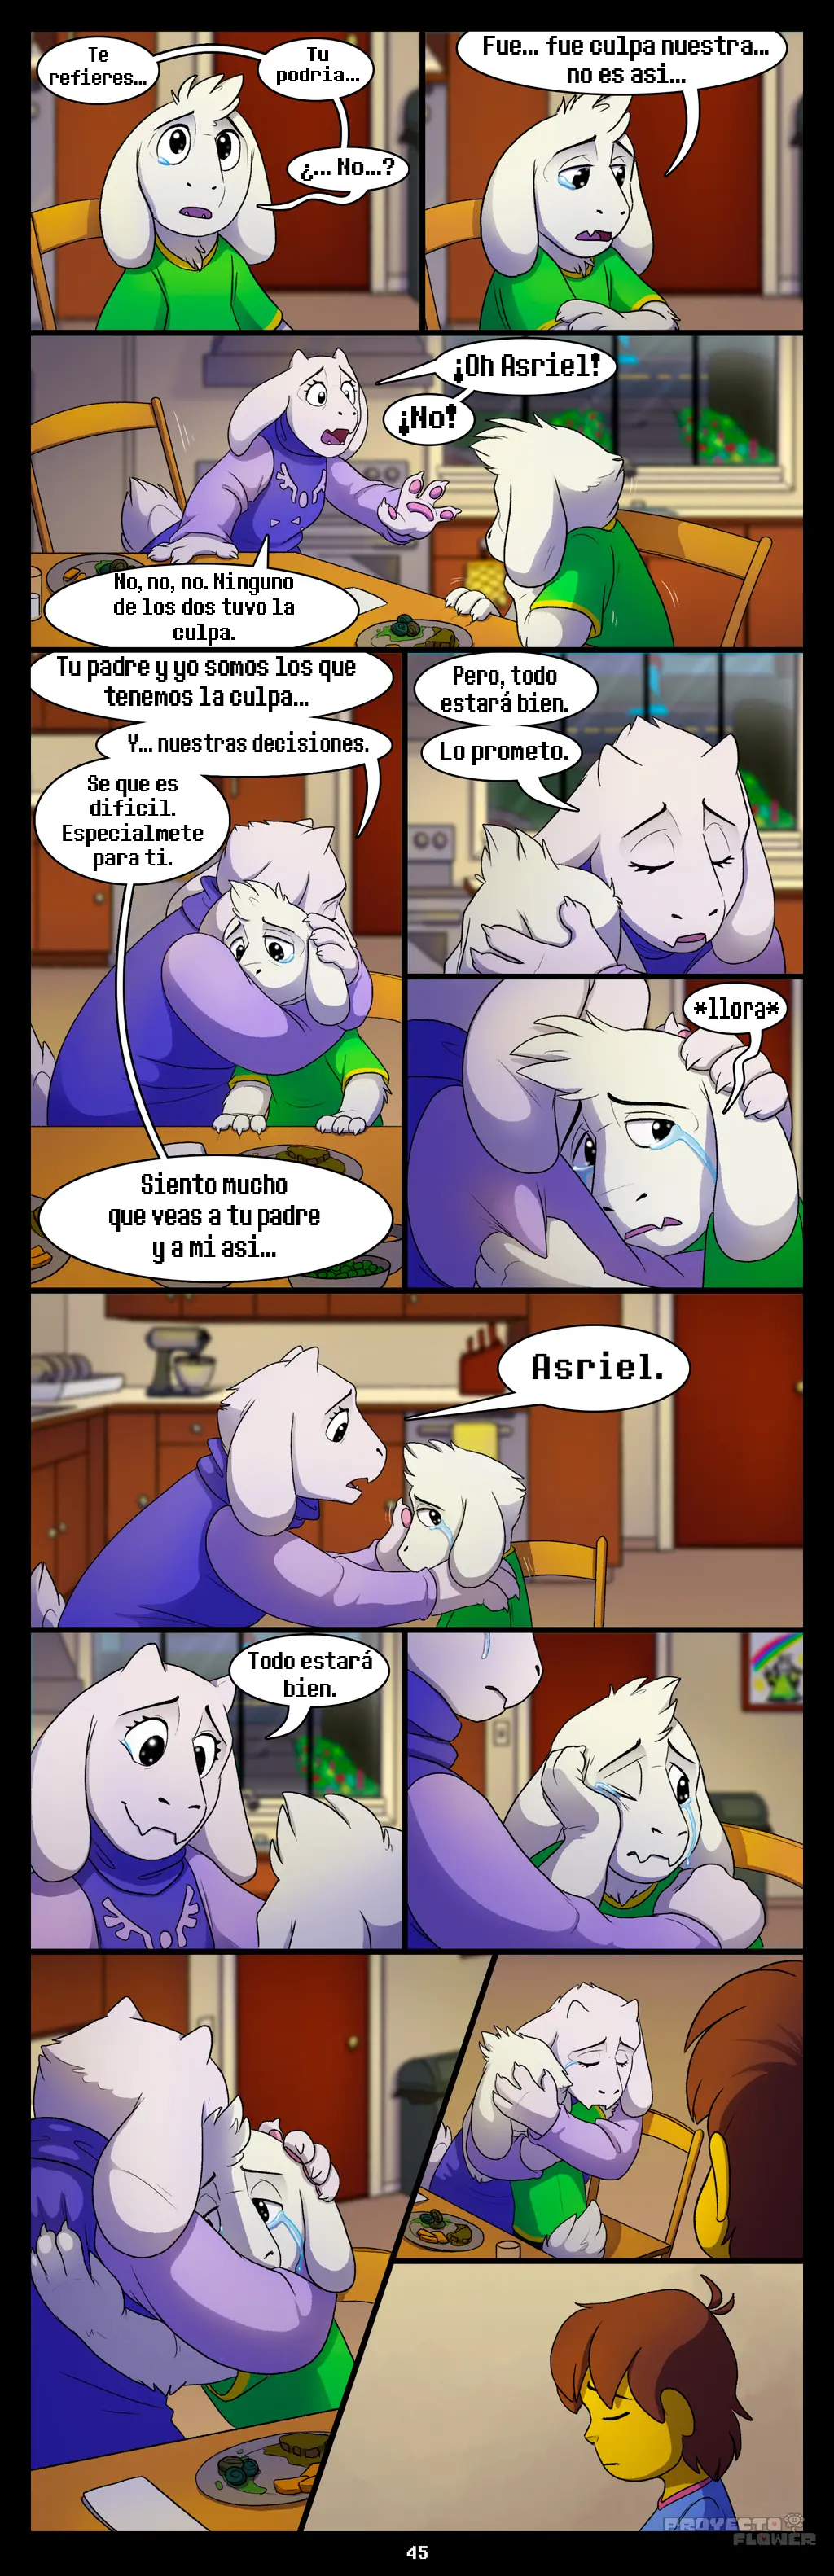 Te
refieres...
Tu
podria...
¿... No...?
Fue... fue culpa nuestra...
no es asi...
¡Oh Asriel!
¡No!
No, no, no. Ninguno
de los dos tuvo la
culpa.
Tu padre y yo somos los que
tenemos la culpa...
Y... nuestras decisiones.
Se que es
dificil.
Especialmete
para ti.
Siento mucho
que veas a tu padre
y a mi asi...
Pero, todo
estará bien.
Lo prometo.
*llora*
Asriel.
Todo estará
bien.
PROYECTO
FLOWER
45